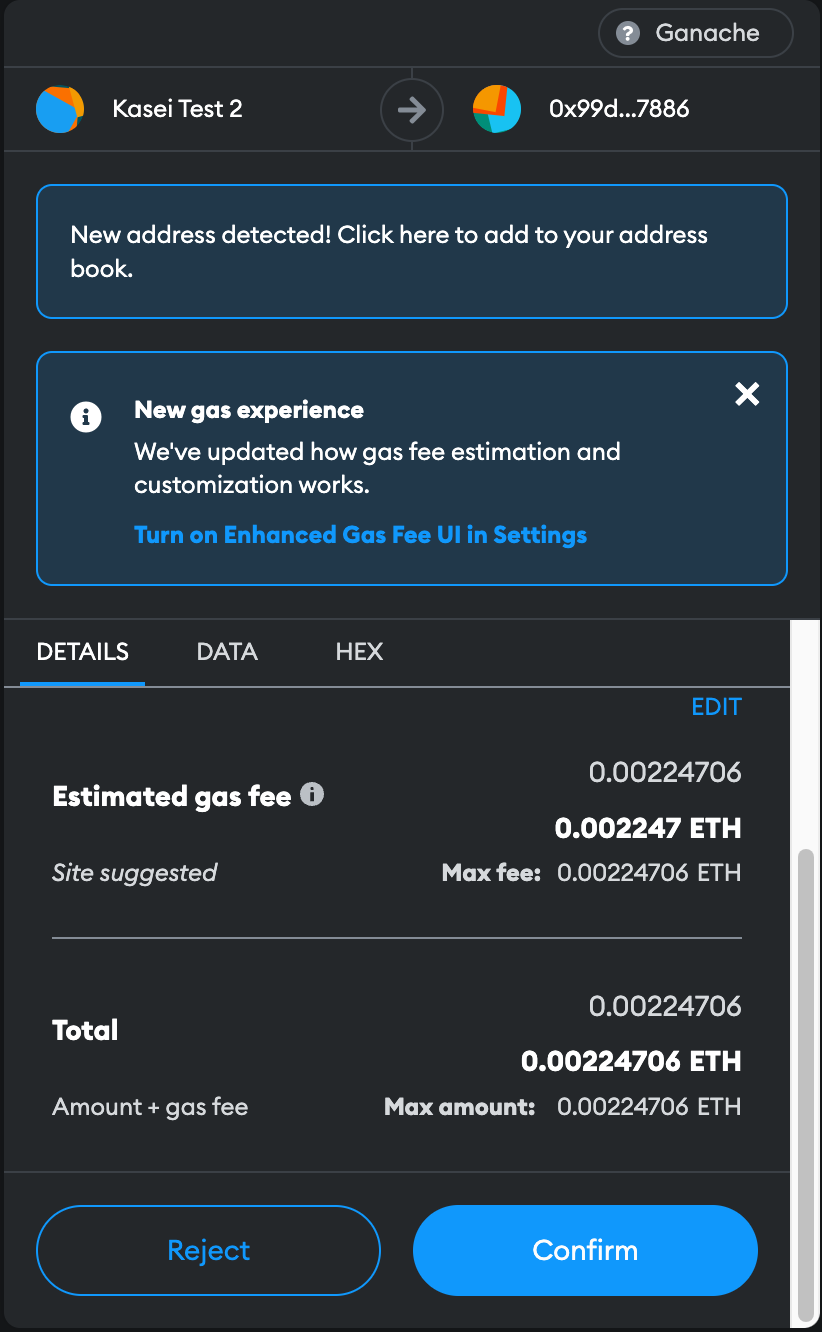 Ganache
Kasei Test 2
0x99d...7886
New address detected! Click here to add to your address
book.
New gas experience
We've updated how gas fee estimation and
customization works.
Turn on Enhanced Gas Fee UI in Settings
DETAILS DATA HEX
EDIT
0.00224706
Estimated gas fee
0.002247 ETH
Site suggested
Max fee: 0.00224706 ETH
0.00224706
Total
0.00224706 ETH
Amount + gas fee
Max amount: 0.00224706 ETH
Reject
Confirm